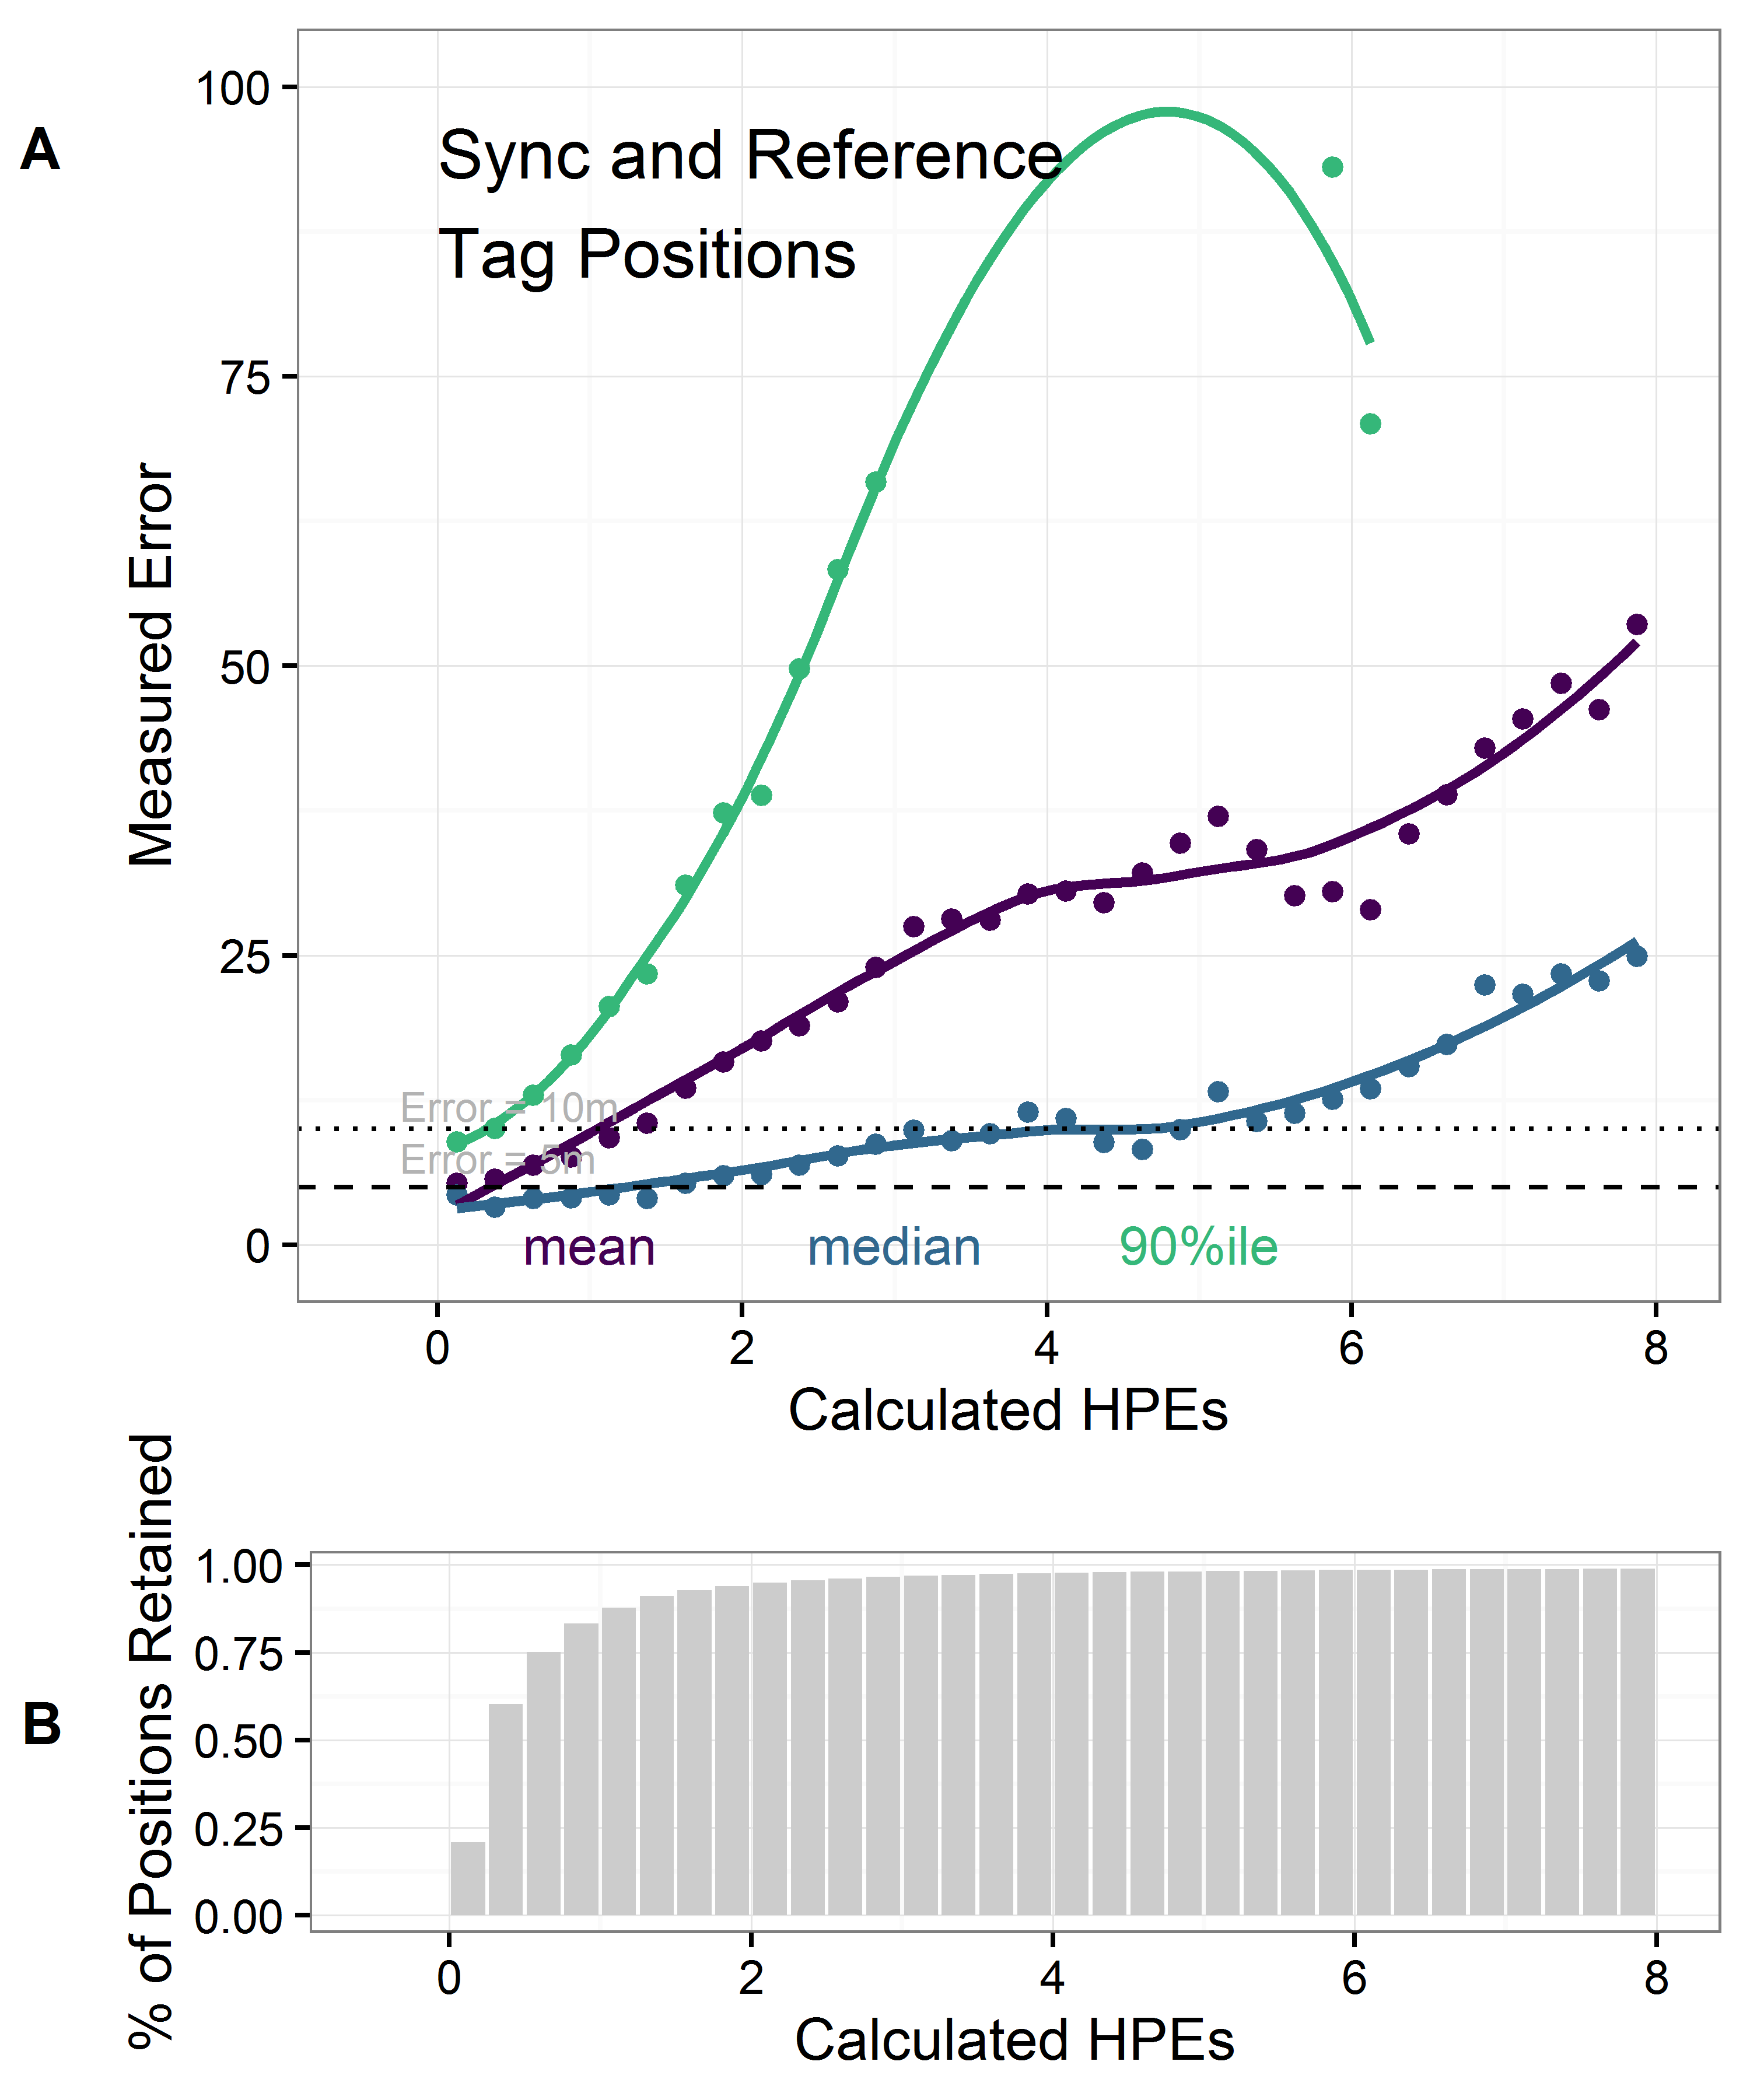 A
Sync and Reference
Tag Positions
Measured Error
100
75
50
25
0
Error = 10m
Error = 5m
mean median 90%ile
0 2 4 6 8
Calculated HPEs
B
% of Positions Retained
1.00
0.75
0.50
0.25
0.00
0 2 4 6 8
Calculated HPEs